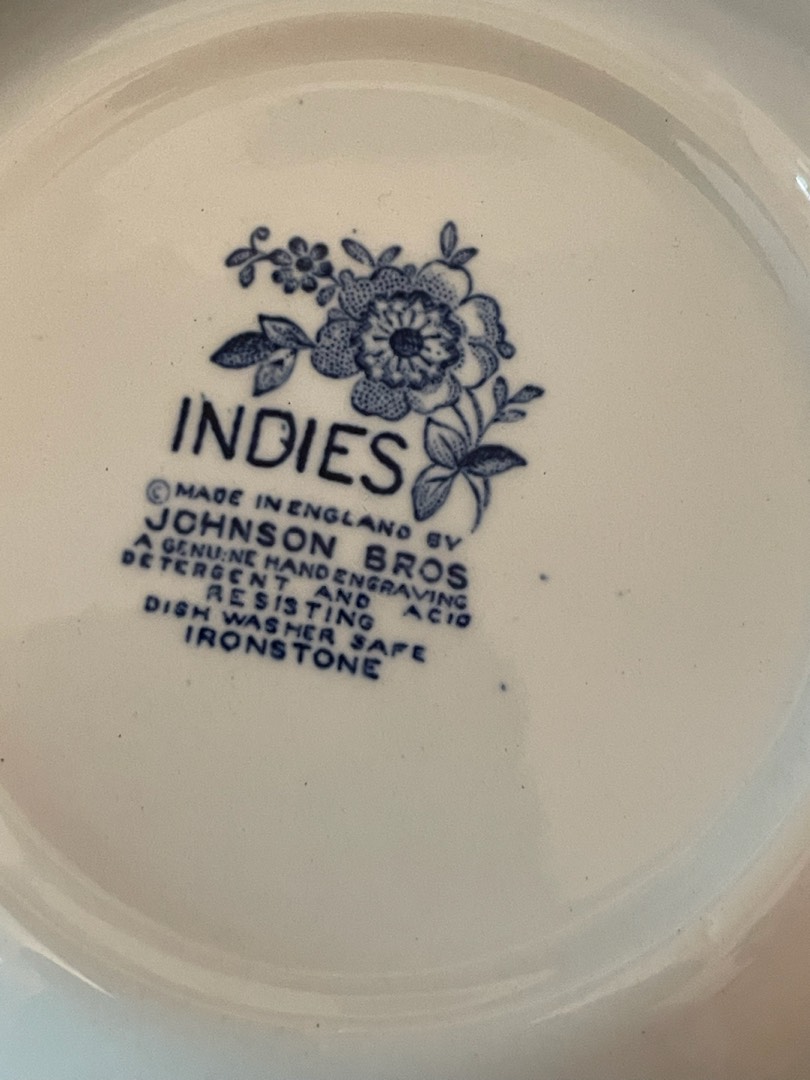 INDIES
© MADE IN ENGLAND BY
JOHNSON BROS
A GENUINE HAND ENGRAVING
DETERGENT AND ACID
RESISTING
DISH WASHER SAFE
IRONSTONE